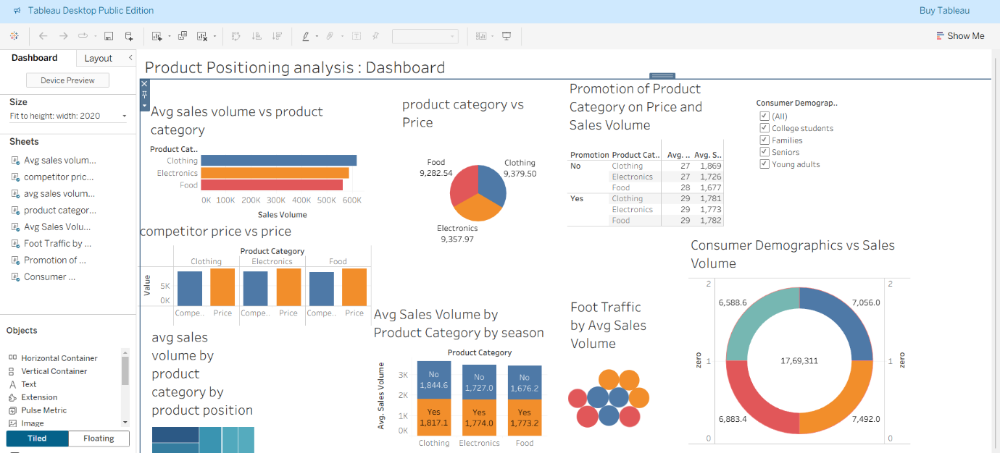 Tableau Desktop Public Edition
Buy Tableau
Show Me
Dashboard
Layout
Device Preview
Size
Fit to height: width: 2020
Sheets
Avg sales volum...
competitor pric...
avg sales volum...
product categor...
Avg Sales Volu...
Foot Traffic by ...
Promotion of ...
Consumer ...
Objects
Horizontal Container
Vertical Container
Text
Extension
Pulse Metric
Image
Tiled
Floating
Product Positioning analysis : Dashboard
Avg sales volume vs product
category
Product Cat..
Clothing
Electronics
Food
0K 100K 200K 300K 400K 500K 600K
Sales Volume
product category vs
Price
Food
9,282.54
Clothing
9,379.50
Electronics
9,357.97
Promotion of Product
Category on Price and
Sales Volume
Promotion Product Cat.. Avg. .. Avg. S..
No Clothing 27 1,869
Electronics 27 1,726
Food 28 1,677
Yes Clothing 29 1,781
Electronics 29 1,773
Food 29 1,782
Consumer Demograp..
(All)
College students
Families
Seniors
Young adults
competitor price vs price
Product Category
Clothing Electronics Food
Value
5K
0K
Compe.. Price Compe.. Price Compe.. Price
avg sales
volume by
product
category by
product position
Avg Sales Volume by
Product Category by season
Product Category
Avg. Sales Volume
3K
2K
1K
0K
No
1,844.6
No
1,727.0
No
1,676.2
Yes
1,817.1
Yes
1,774.0
Yes
1,773.2
Clothing Electronics Food
Foot Traffic
by Avg Sales
Volume
Consumer Demographics vs Sales
Volume
2
1
0
zero
6,588.6
7,056.0
17,69,311
6,883.4
7,492.0
2
1
0
zero